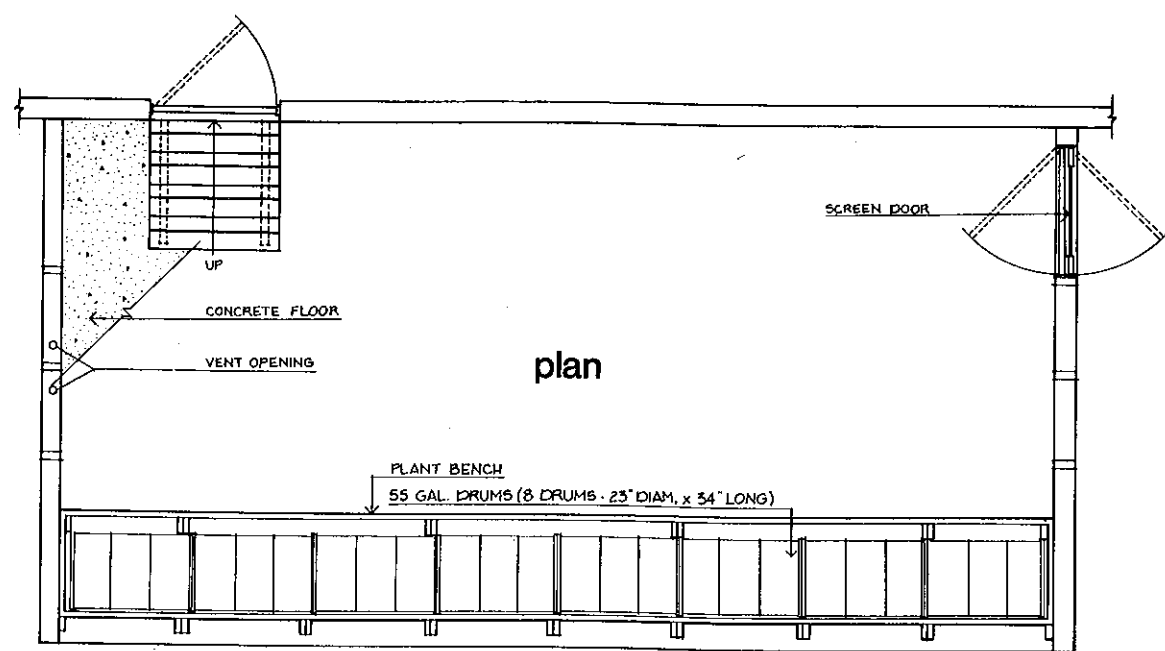 SCREEN DOOR
UP
CONCRETE FLOOR
VENT OPENING
plan
PLANT BENCH
55 GAL. DRUMS (8 DRUMS - 23" DIAM, x 34" LONG)